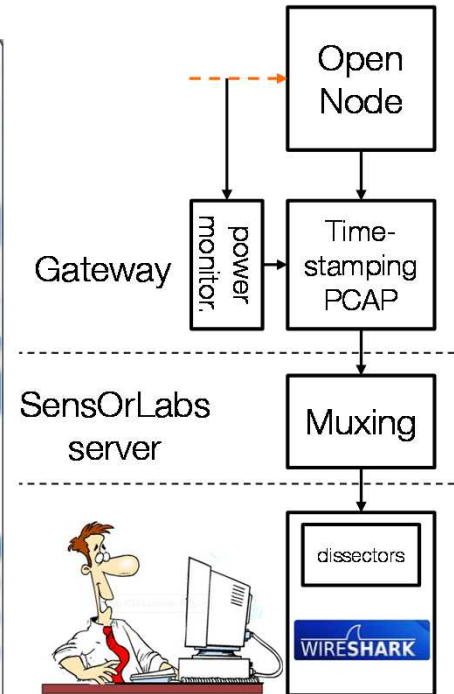 Open
Node
power
monitor.
Time-
stamping
PCAP
Gateway
SensOrLabs
server
Muxing
dissectors
WIRESHARK